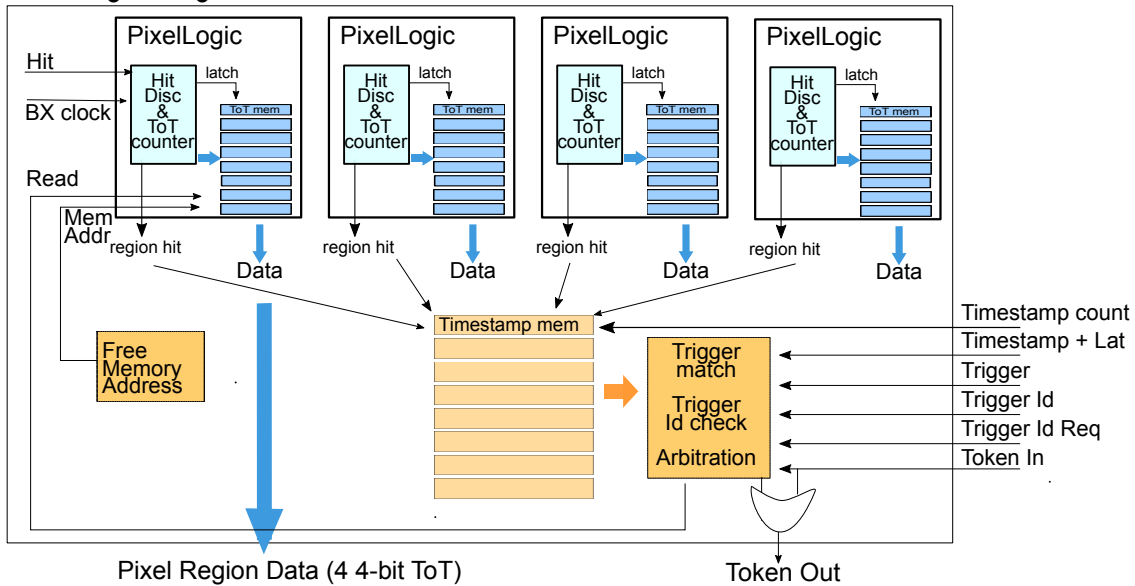 PixelLogic
PixelLogic
PixelLogic
PixelLogic
Hit
BX clock
Read
Mem
Addr
Hit
Disc
&
ToT
counter
latch
ToT mem
region hit
Data
Hit
Disc
&
ToT
counter
latch
ToT mem
region hit
Data
Hit
Disc
&
ToT
counter
latch
ToT mem
region hit
Data
Hit
Disc
&
ToT
counter
latch
ToT mem
region hit
Data
Free
Memory
Address
Timestamp mem
Trigger
match
Trigger
Id check
Arbitration
Timestamp count
Timestamp + Lat
Trigger
Trigger Id
Trigger Id Req
Token In
Pixel Region Data (4 4-bit ToT)
Token Out